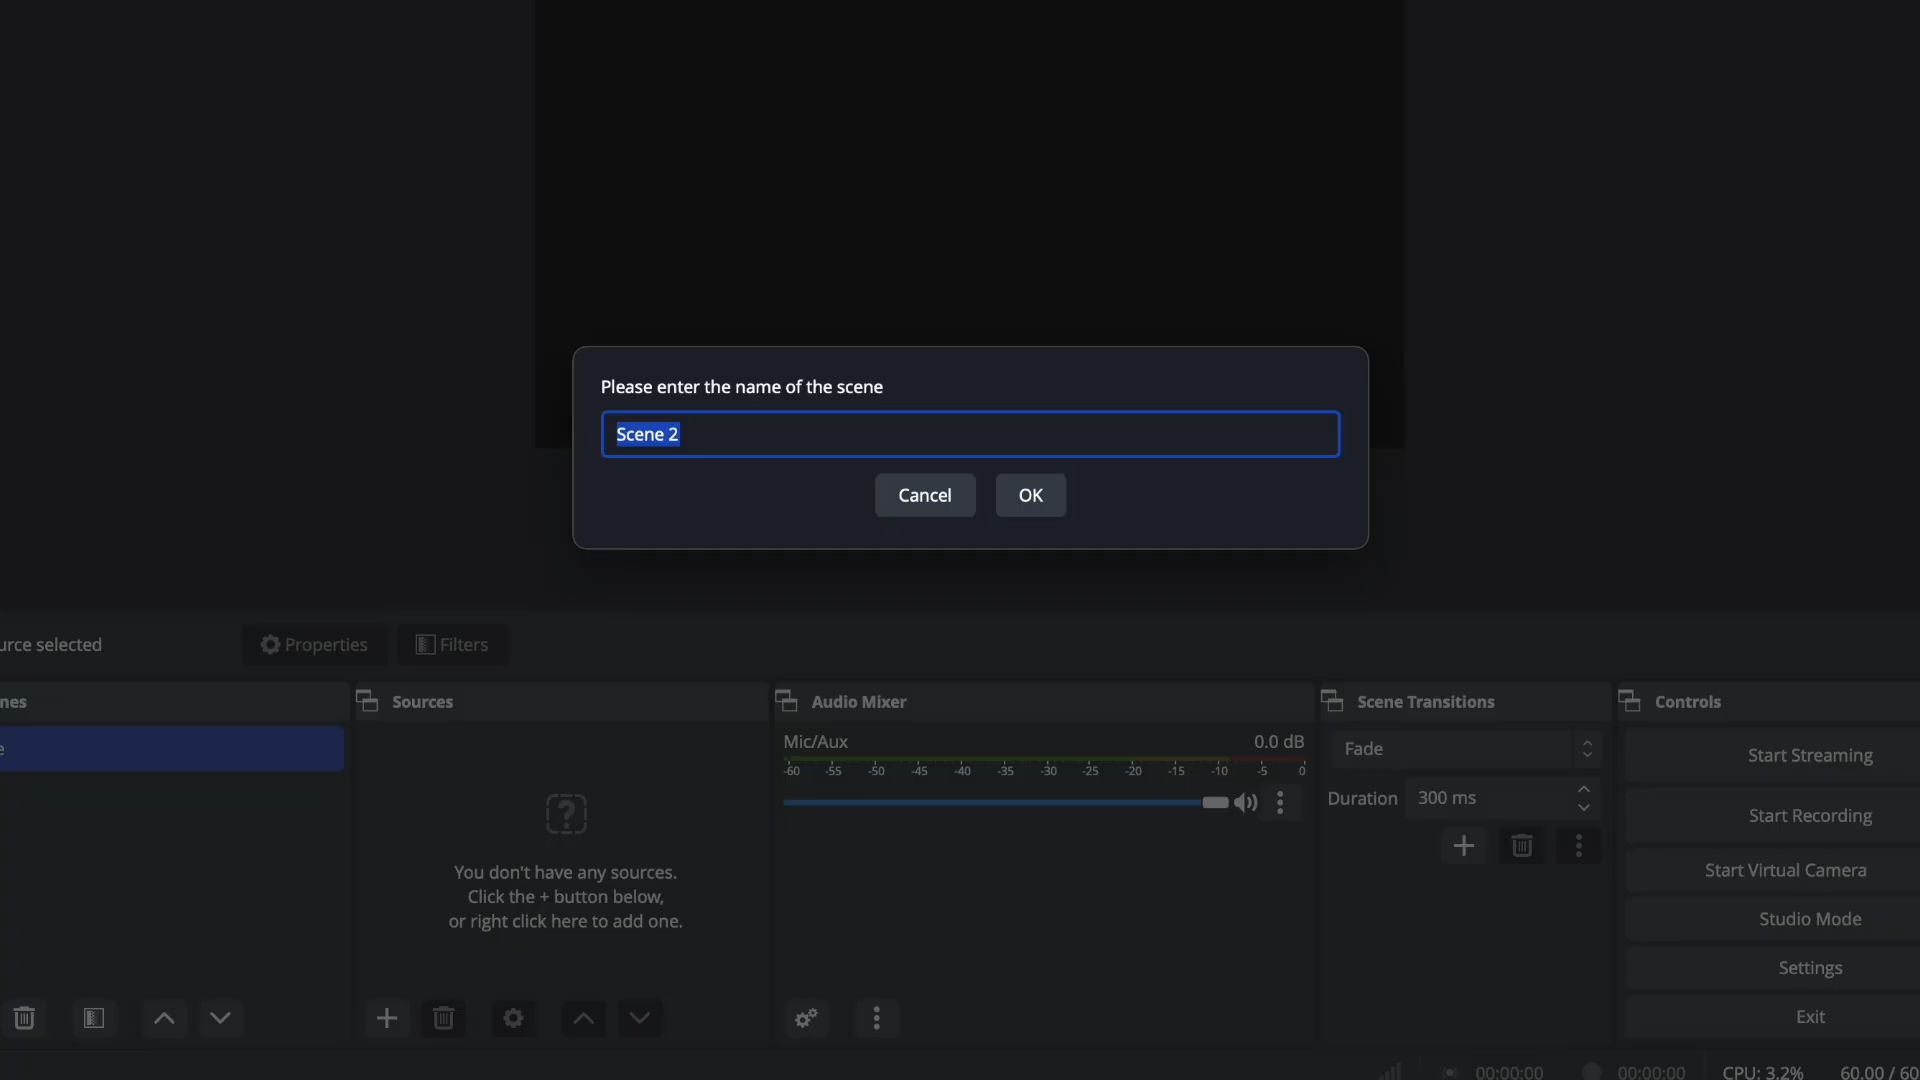 Please enter the name of the scene
Scene 2
Cancel
OK
urce selected
Properties
Filters
nes
Sources
Audio Mixer
Scene Transitions
Controls
e
Mic/Aux
0.0 dB
-60 -55 -50 -45 -40 -35 -30 -25 -20 -15 -10 -5 0
Fade
Duration
300 ms
Start Streaming
Start Recording
Start Virtual Camera
Studio Mode
Settings
Exit
You don't have any sources.
Click the + button below,
or right click here to add one.
00:00:00
00:00:00
CPU: 3.2%
60.00 / 60